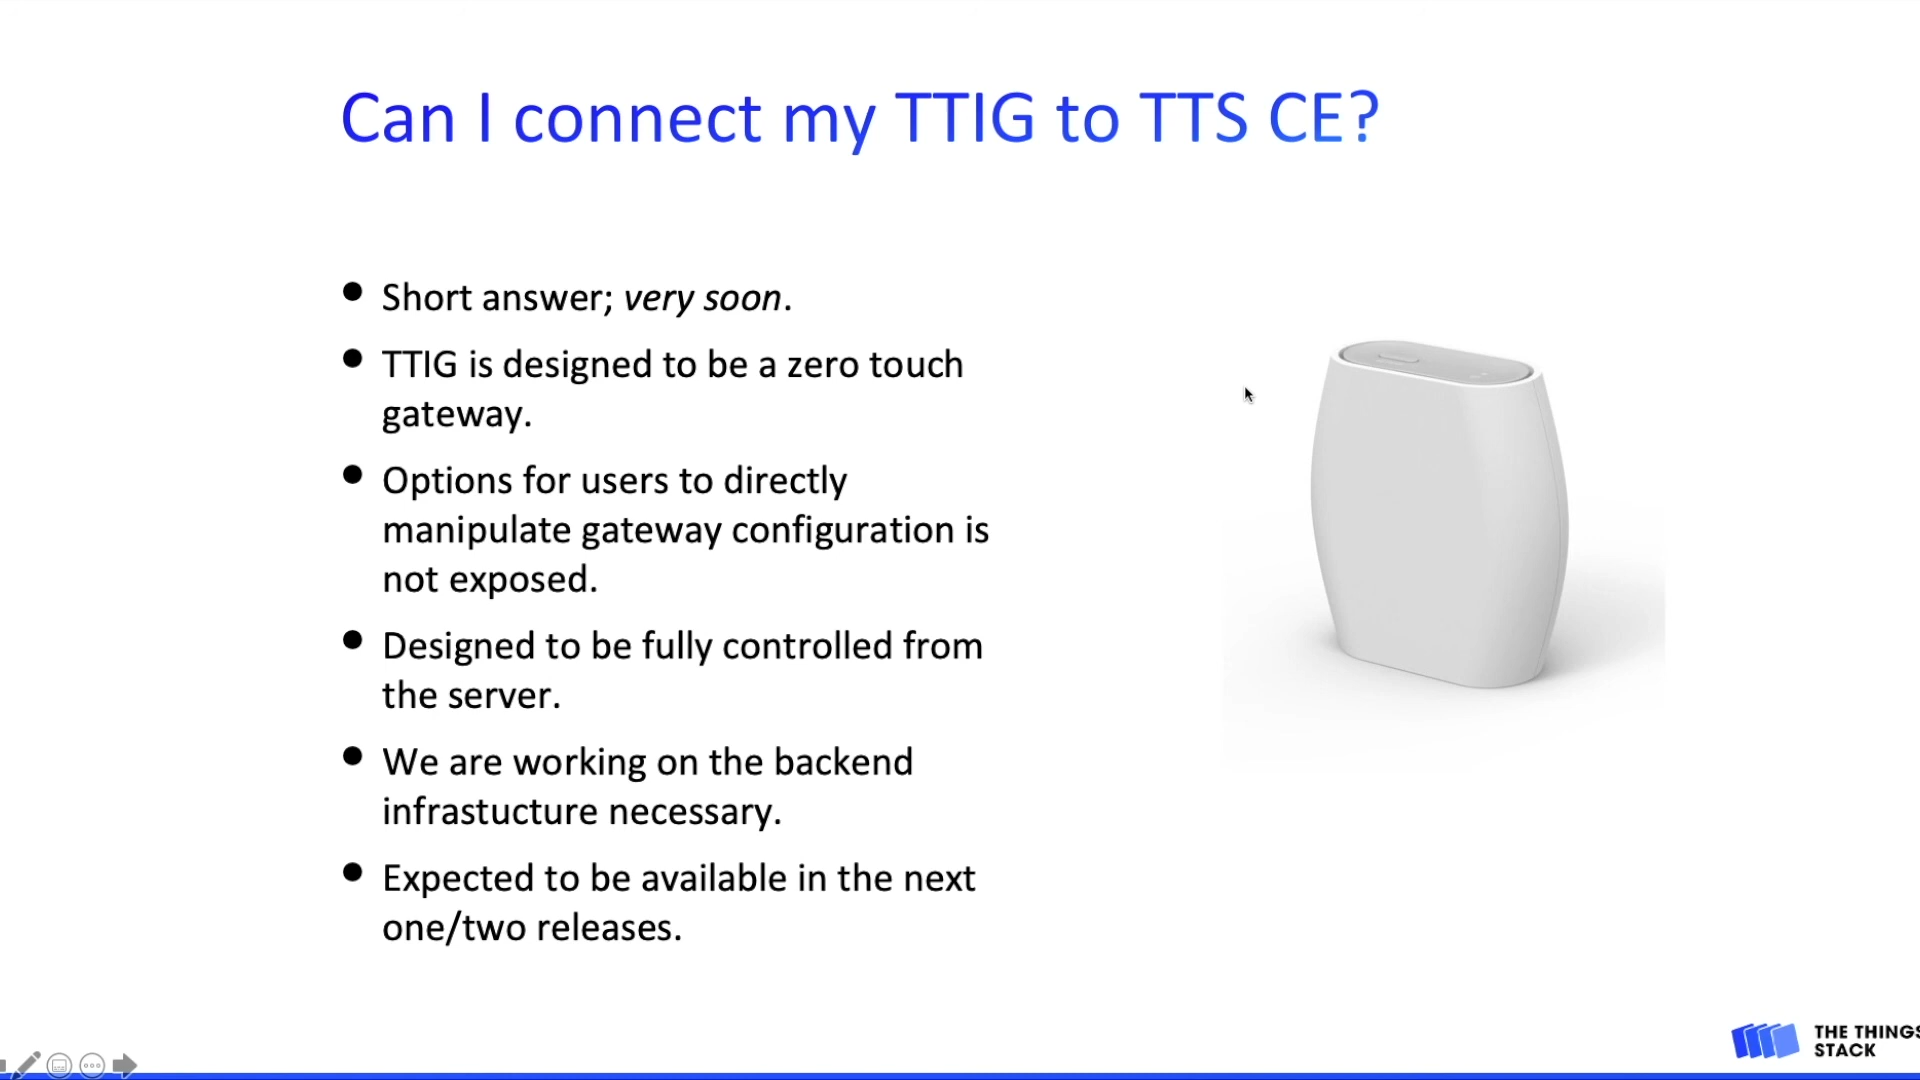 Can I connect my TTIG to TTS CE?
● Short answer; very soon.
● TTIG is designed to be a zero touch
gateway.
● Options for users to directly
manipulate gateway configuration is
not exposed.
● Designed to be fully controlled from
the server.
● We are working on the backend
infrastucture necessary.
● Expected to be available in the next
one/two releases.
THE THINGS
STACK